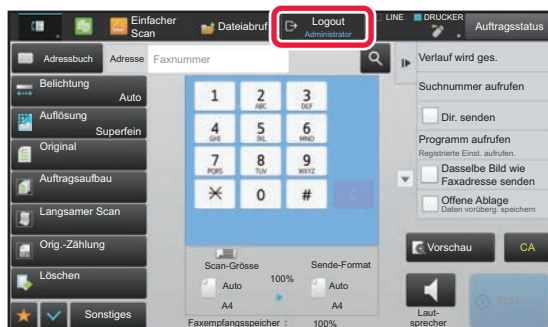 Einfacher
Scan
Dateiabruf
Logout
Administrator
LINE
DRUCKER
Auftragsstatus
Adressbuch
Adresse
Faxnummer
Verlauf wird ges.
Belichtung
Auto
Auflösung
Superfein
Original
Auftragsaufbau
Langsamer Scan
Orig.-Zählung
Löschen
Sonstiges
1
2
ABC
3
DEF
4
GHI
5
JKL
6
MNO
7
PQRS
8
TUV
9
WXYZ
0
#
C
Scan-Grösse
Auto
A4
100%
Sende-Format
Auto
A4
Faxempfangsspeicher : 100%
Suchnummer aufrufen
Dir. senden
Programm aufrufen
Registrierte Einst. aufrufen.
Dasselbe Bild wie
Faxadresse senden
Offene Ablage
Daten vorüberg. speichern
Vorschau
CA
Laut-
sprecher
Start